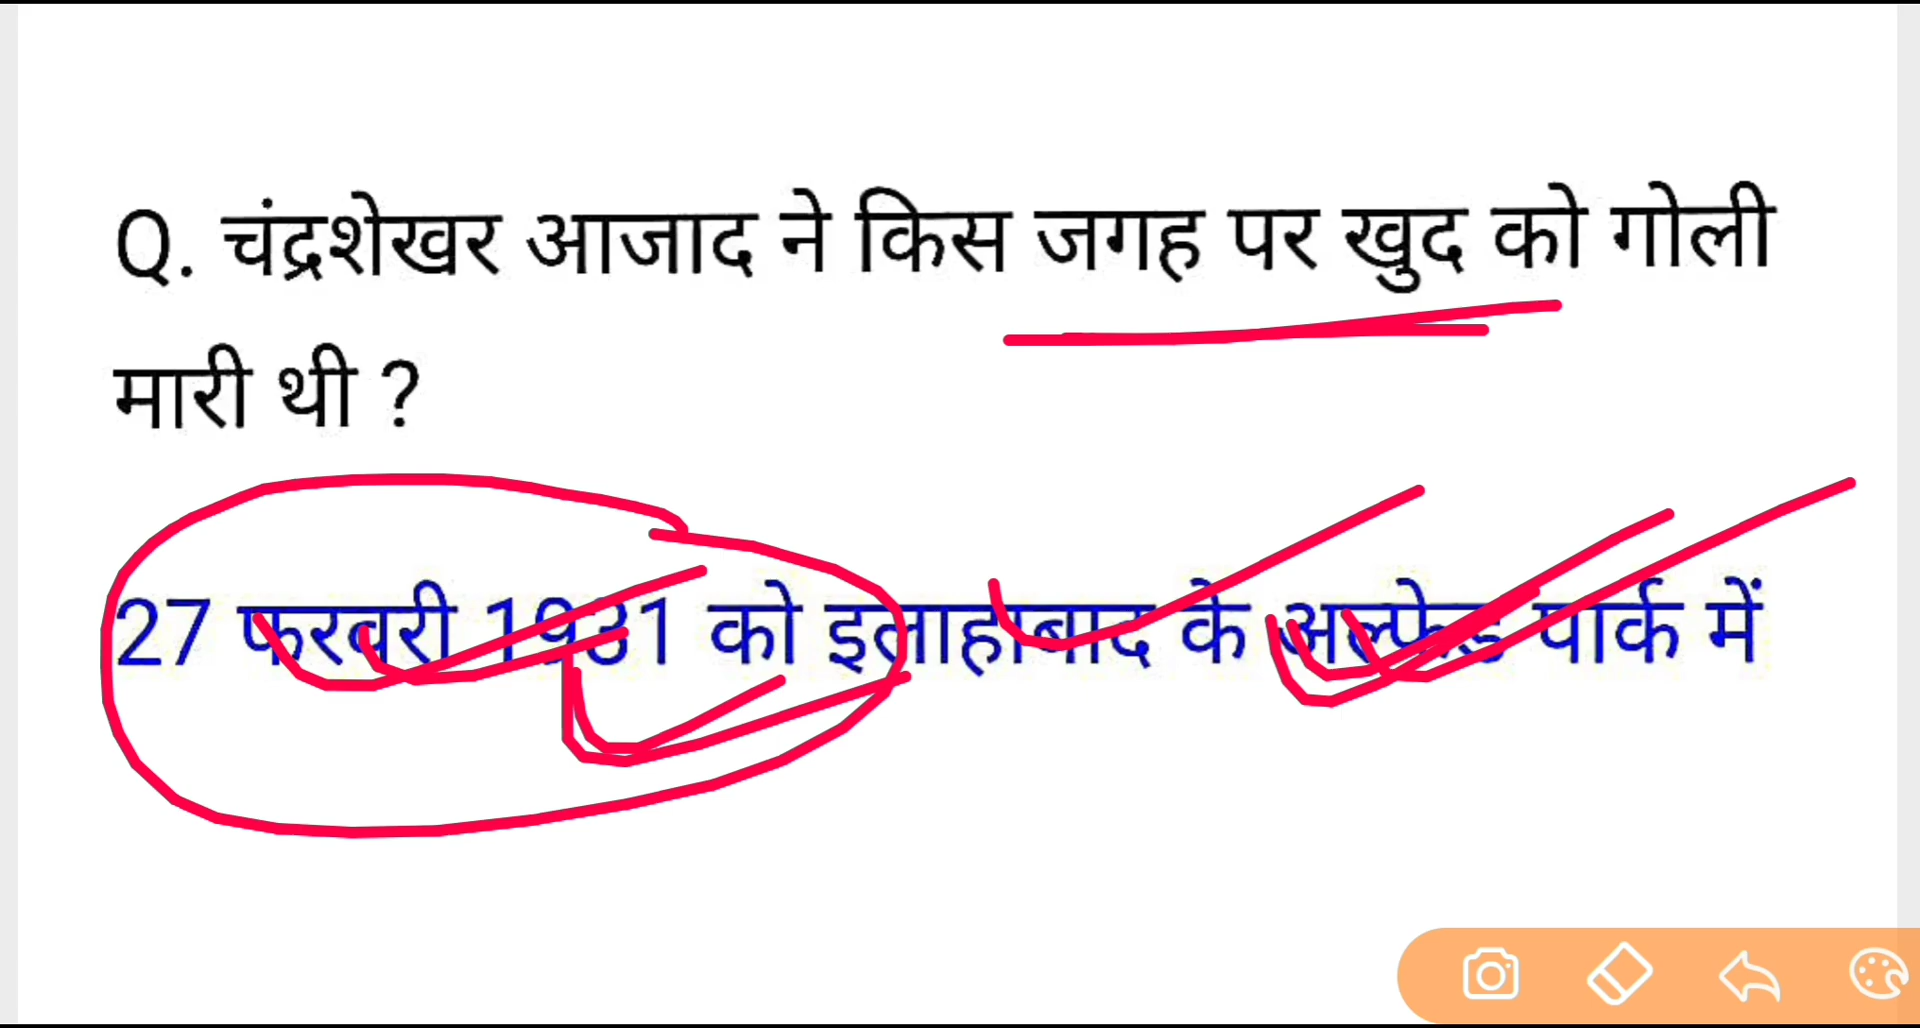 Q. चंद्रशेखर आजाद ने किस जगह पर खुद को गोली
मारी थी ?
27 फरवरी 1931 को इलाहाबाद के अल्फ्रेड पार्क में